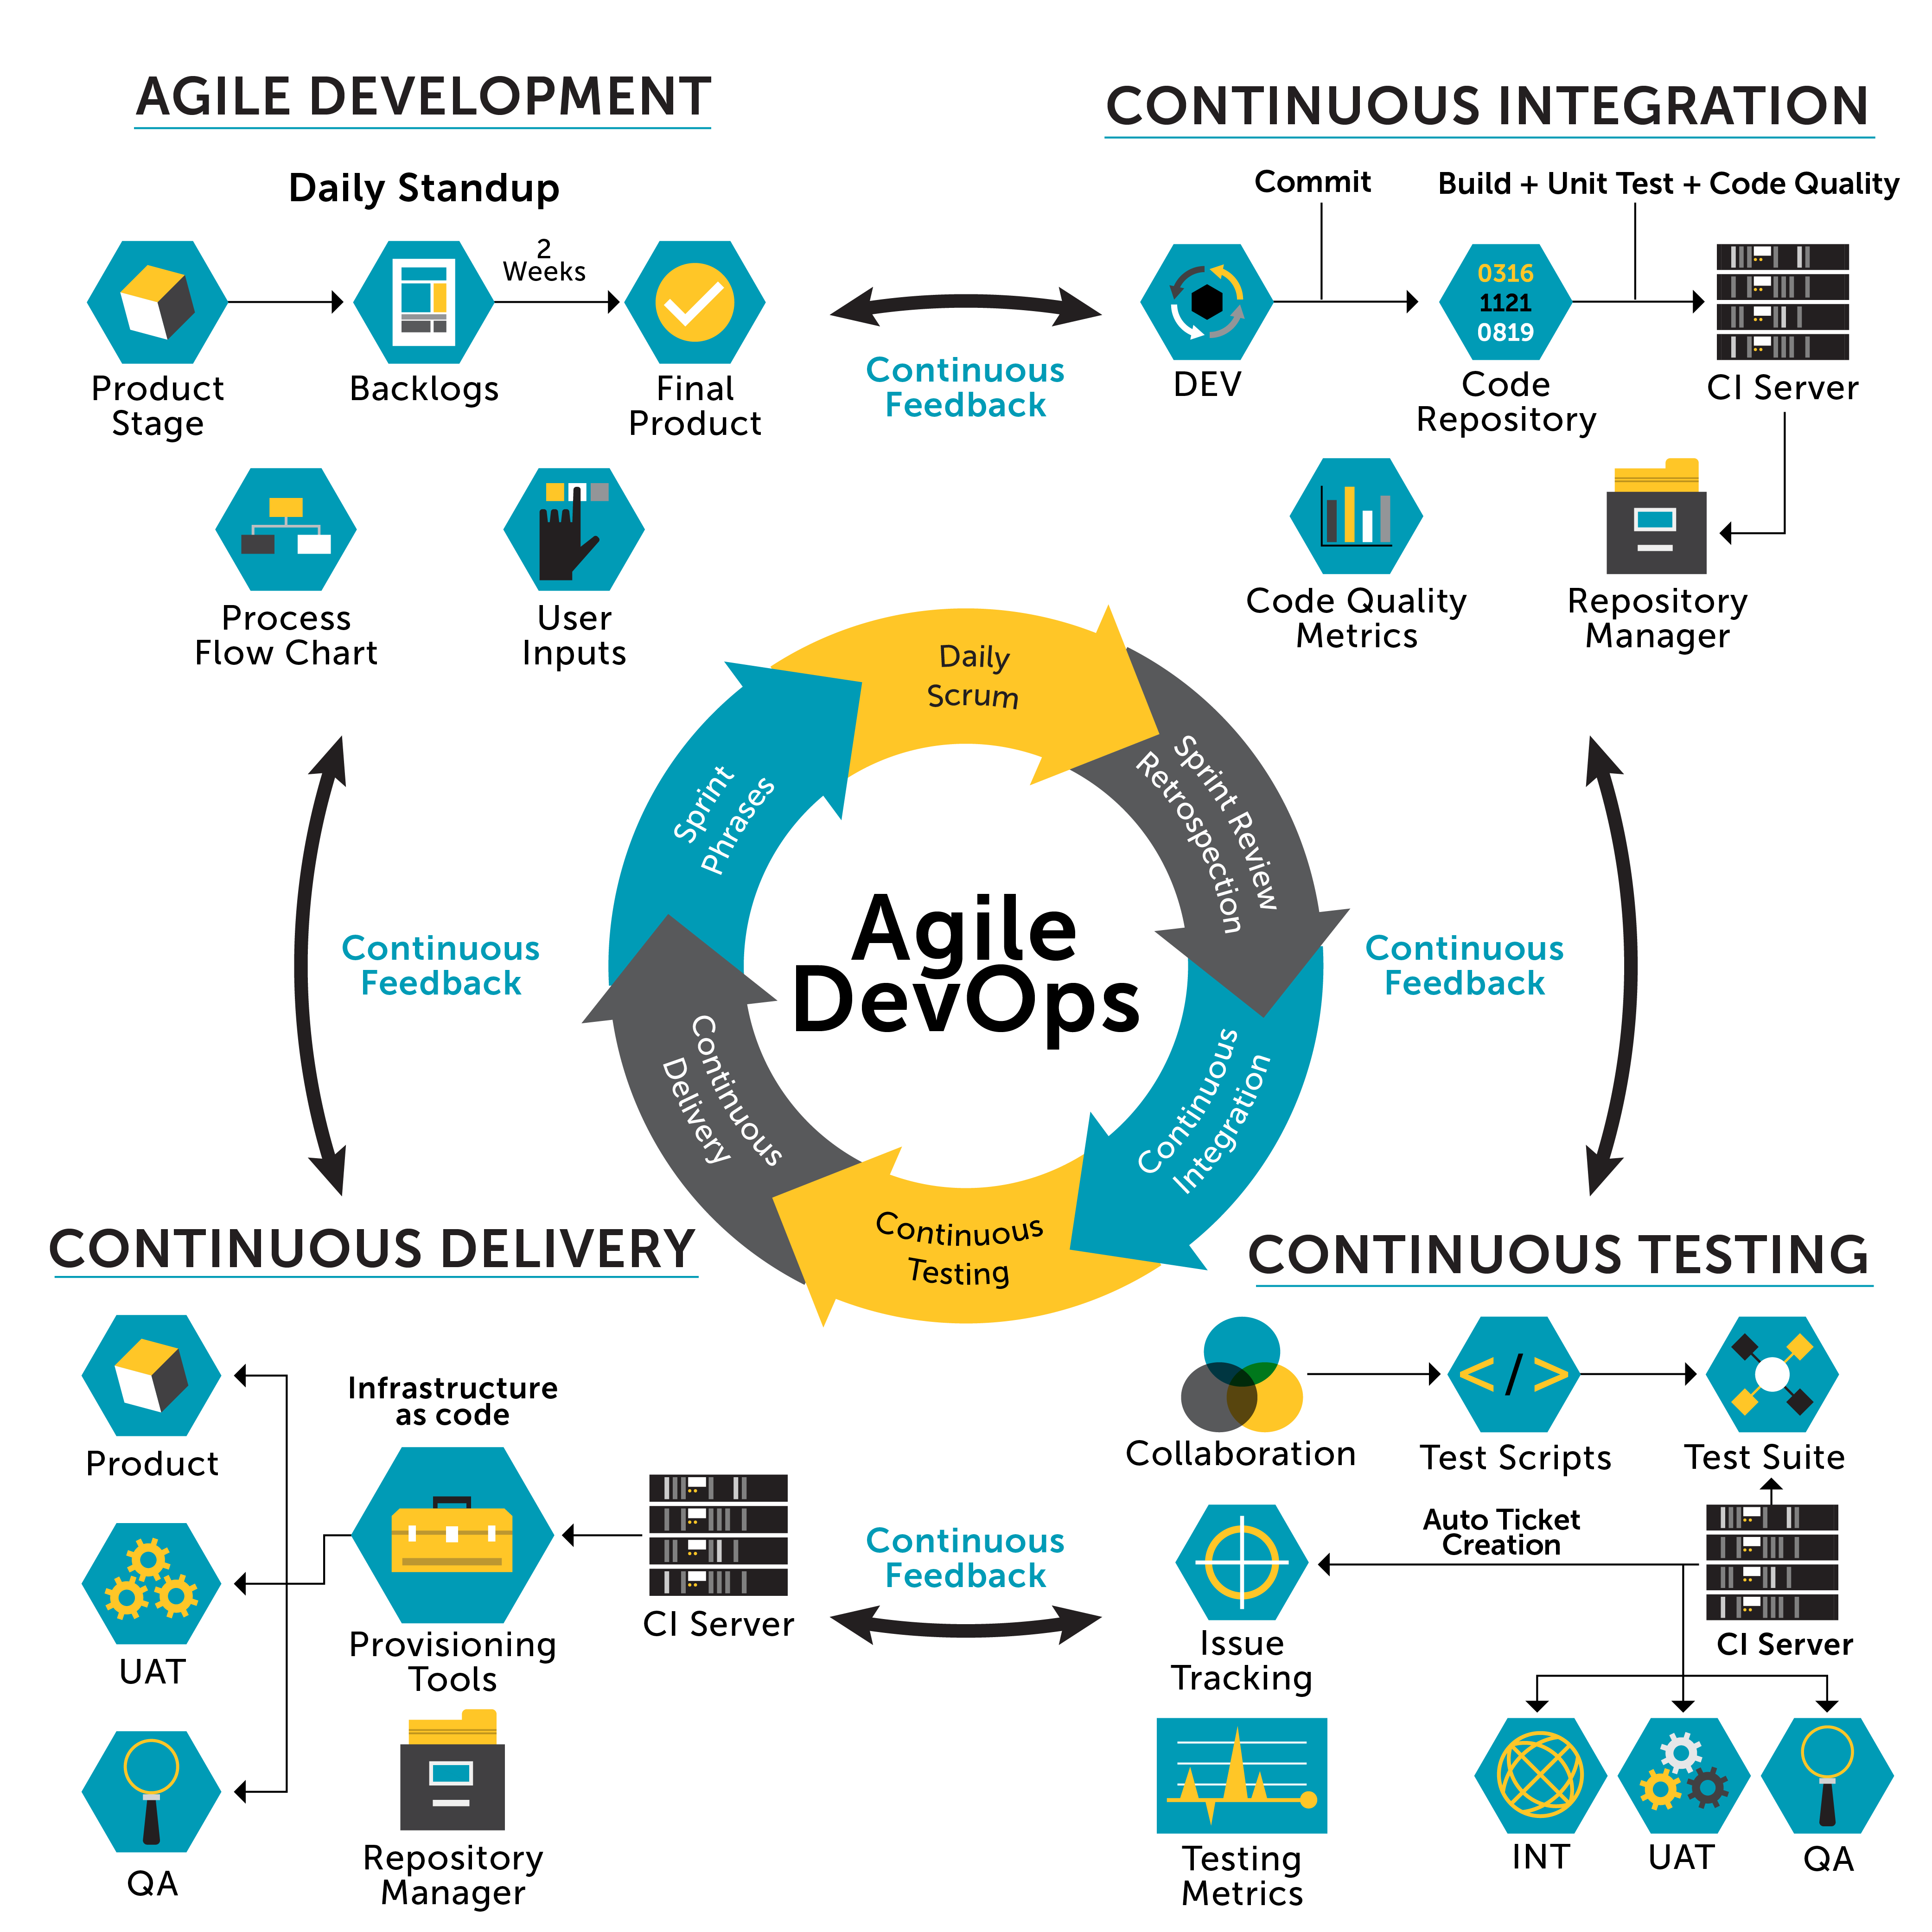 AGILE DEVELOPMENT
Daily Standup
2
Weeks
Product
Stage
Backlogs
Final
Product
Process
Flow Chart
User
Inputs
Continuous
Feedback
CONTINUOUS INTEGRATION
Commit
Build + Unit Test + Code Quality
0316
1121
0819
DEV
Code
Repository
CI Server
Code Quality
Metrics
Repository
Manager
Daily
Scrum
Sprint Review
Retrospection
Continuous
Integration
Continuous
Testing
Continuous
Delivery
Sprint
Phrases
Agile
DevOps
Continuous
Feedback
Continuous
Feedback
CONTINUOUS DELIVERY
Product
Infrastructure
as code
UAT
Provisioning
Tools
CI Server
QA
Repository
Manager
Continuous
Feedback
CONTINUOUS TESTING
Collaboration
< / >
Test Scripts
Test Suite
Auto Ticket
Creation
CI Server
Issue
Tracking
Testing
Metrics
INT
UAT
QA